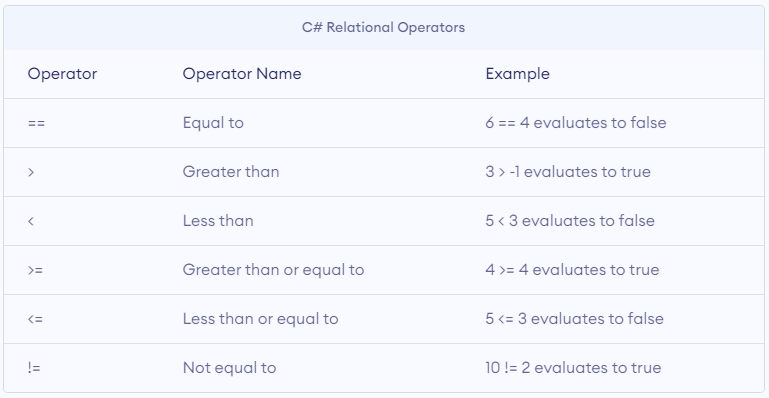 C# Relational Operators
Operator Operator Name Example
== Equal to 6 == 4 evaluates to false
> Greater than 3 > -1 evaluates to true
< Less than 5 < 3 evaluates to false
>= Greater than or equal to 4 >= 4 evaluates to true
<= Less than or equal to 5 <= 3 evaluates to false
!= Not equal to 10 != 2 evaluates to true